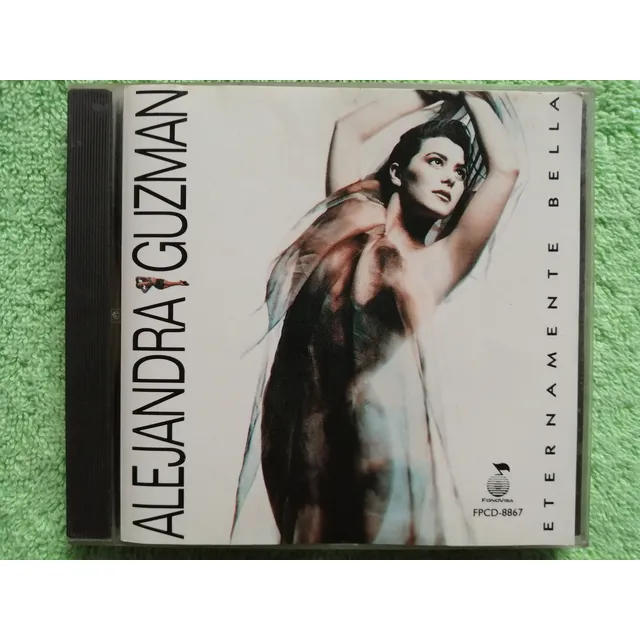 ALEJANDRA GUZMAN
ETERNAMENTE BELLA
FONOVISA
FPCD-8867